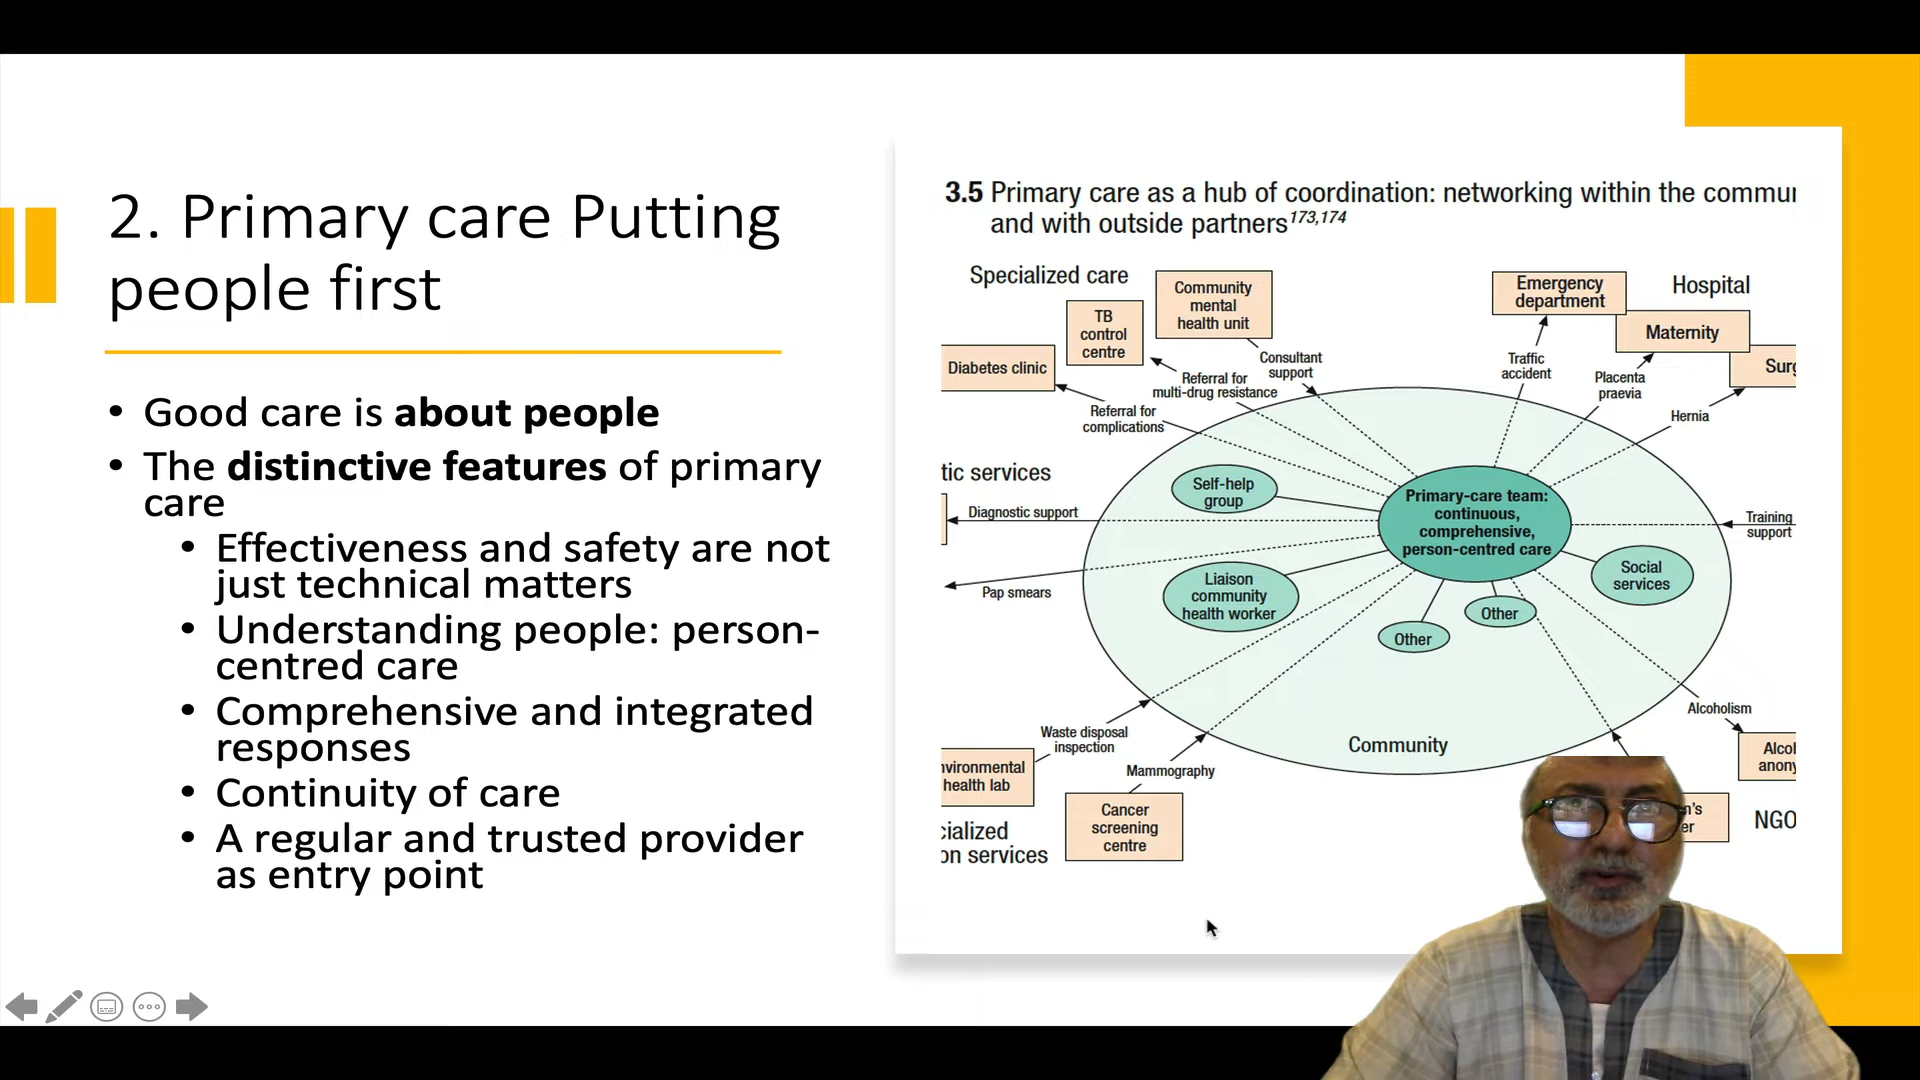 2. Primary care Putting
people first
• Good care is about people
• The distinctive features of primary
care
• Effectiveness and safety are not
just technical matters
• Understanding people: person-
centred care
• Comprehensive and integrated
responses
• Continuity of care
• A regular and trusted provider
as entry point
3.5 Primary care as a hub of coordination: networking within the commu
and with outside partners173,174
Specialized care
Community
mental
health unit
TB
control
centre
Diabetes clinic
Consultant
support
Referral for
multi-drug resistance
Referral for
complications
Emergency
department
Hospital
Maternity
Surg
Traffic
accident
Placenta
praevia
Hernia
tic services
Diagnostic support
Pap smears
Self-help
group
Primary-care team:
continuous,
comprehensive,
person-centred care
Training
support
Liaison
community
health worker
Social
services
Other
Other
Community
Waste disposal
inspection
Mammography
nvironmental
health lab
Cancer
screening
centre
cialized
on services
Alcoholism
Alcoh
anony
n's
er
NGO